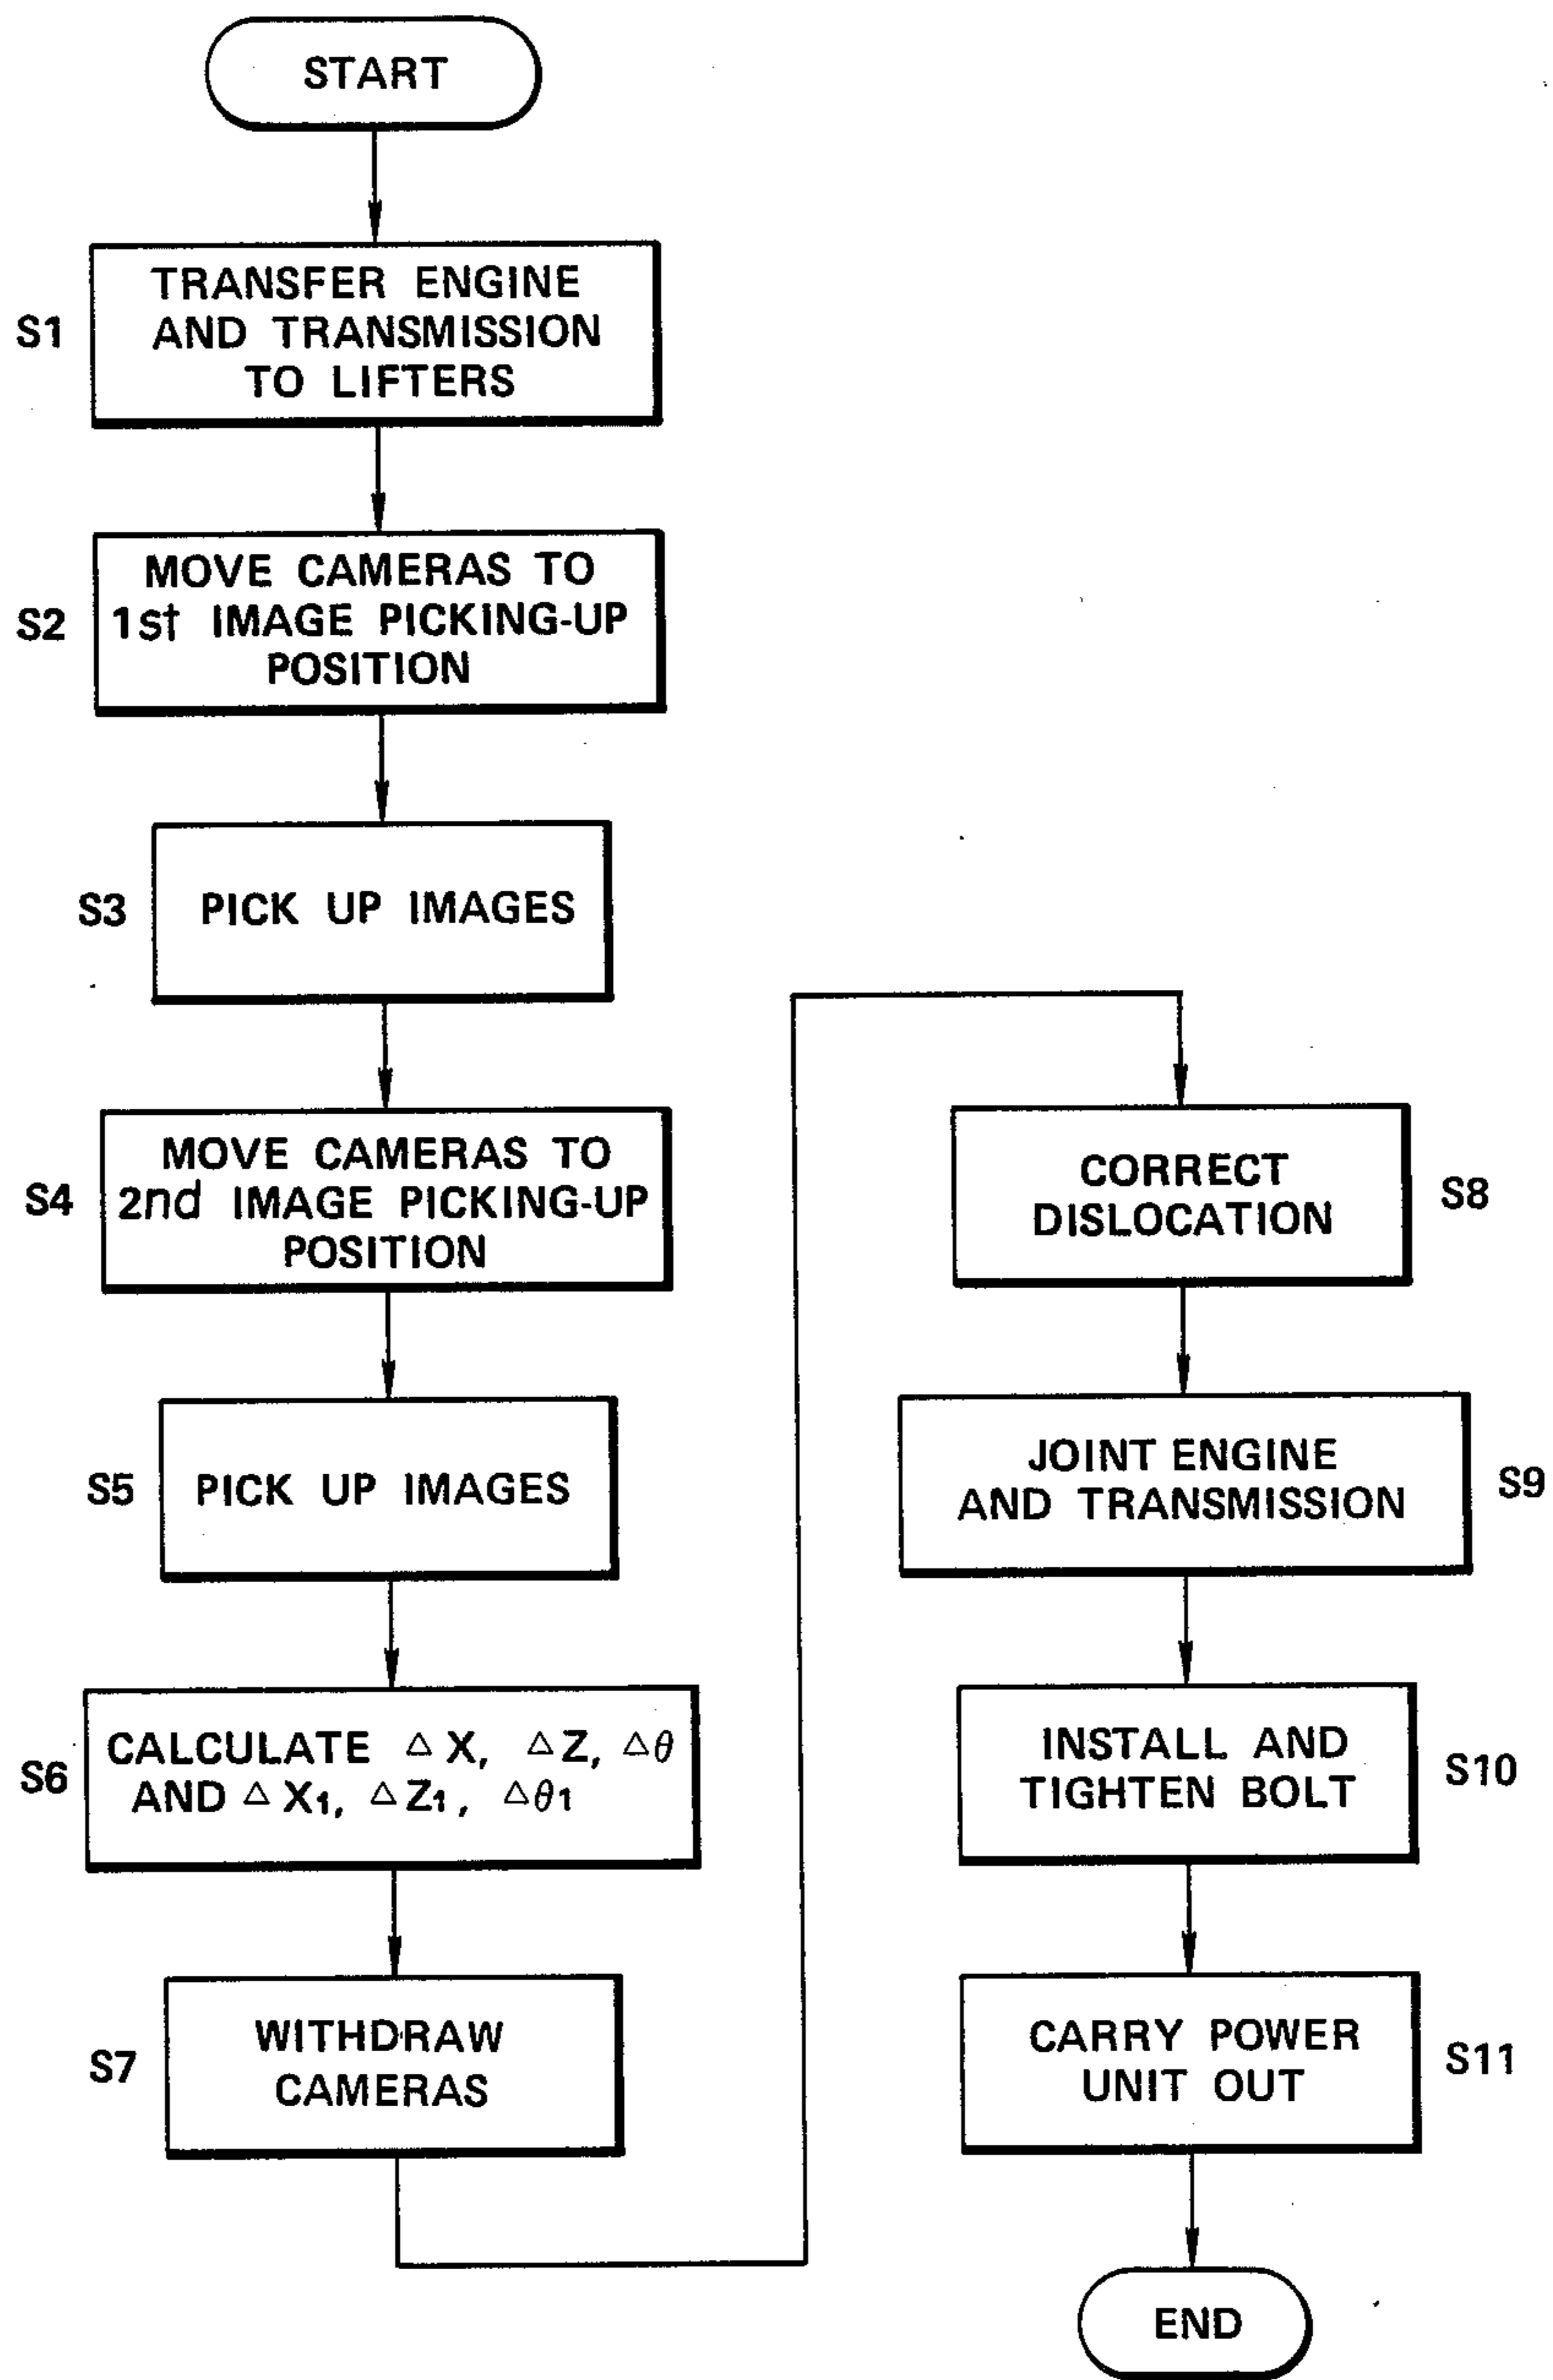 START
S1
TRANSFER ENGINE
AND TRANSMISSION
TO LIFTERS
S2
MOVE CAMERAS TO
1st IMAGE PICKING-UP
POSITION
S3
PICK UP IMAGES
S4
MOVE CAMERAS TO
2nd IMAGE PICKING-UP
POSITION
S5
PICK UP IMAGES
S6
CALCULATE △X, △Z, △θ
AND △X₁, △Z₁, △θ₁
S7
WITHDRAW
CAMERAS
S8
CORRECT
DISLOCATION
S9
JOINT ENGINE
AND TRANSMISSION
S10
INSTALL AND
TIGHTEN BOLT
S11
CARRY POWER
UNIT OUT
END